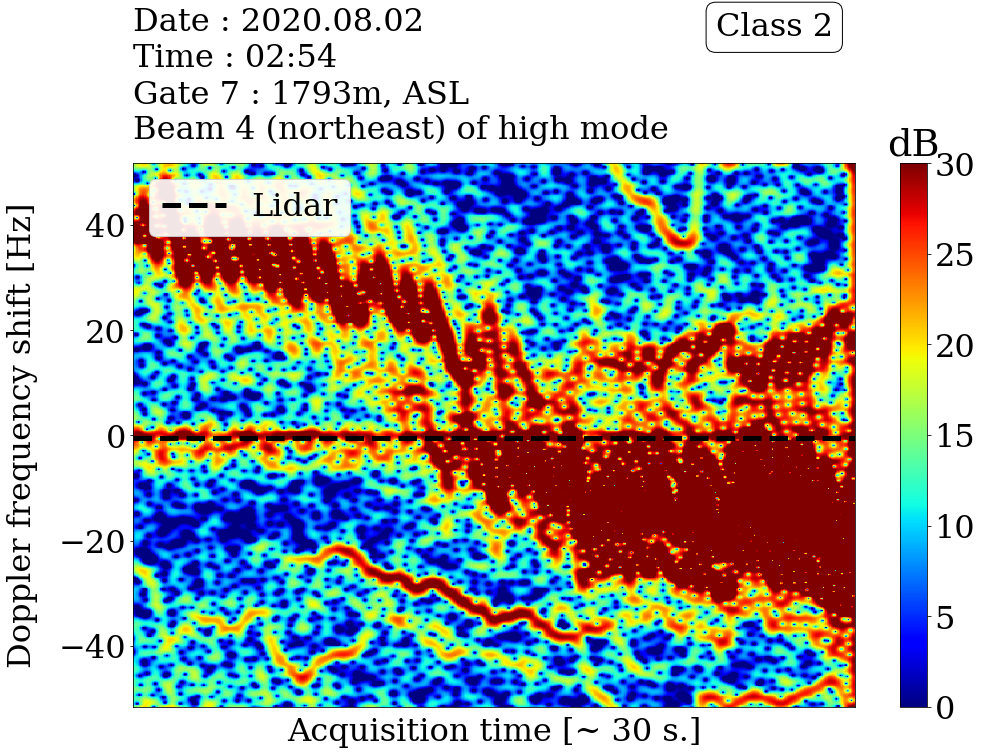 Date : 2020.08.02
Time : 02:54
Gate 7 : 1793m, ASL
Beam 4 (northeast) of high mode
Class 2
dB
Lidar
Doppler frequency shift [Hz]
40
20
0
−20
−40
Acquisition time [~ 30 s.]
30
25
20
15
10
5
0